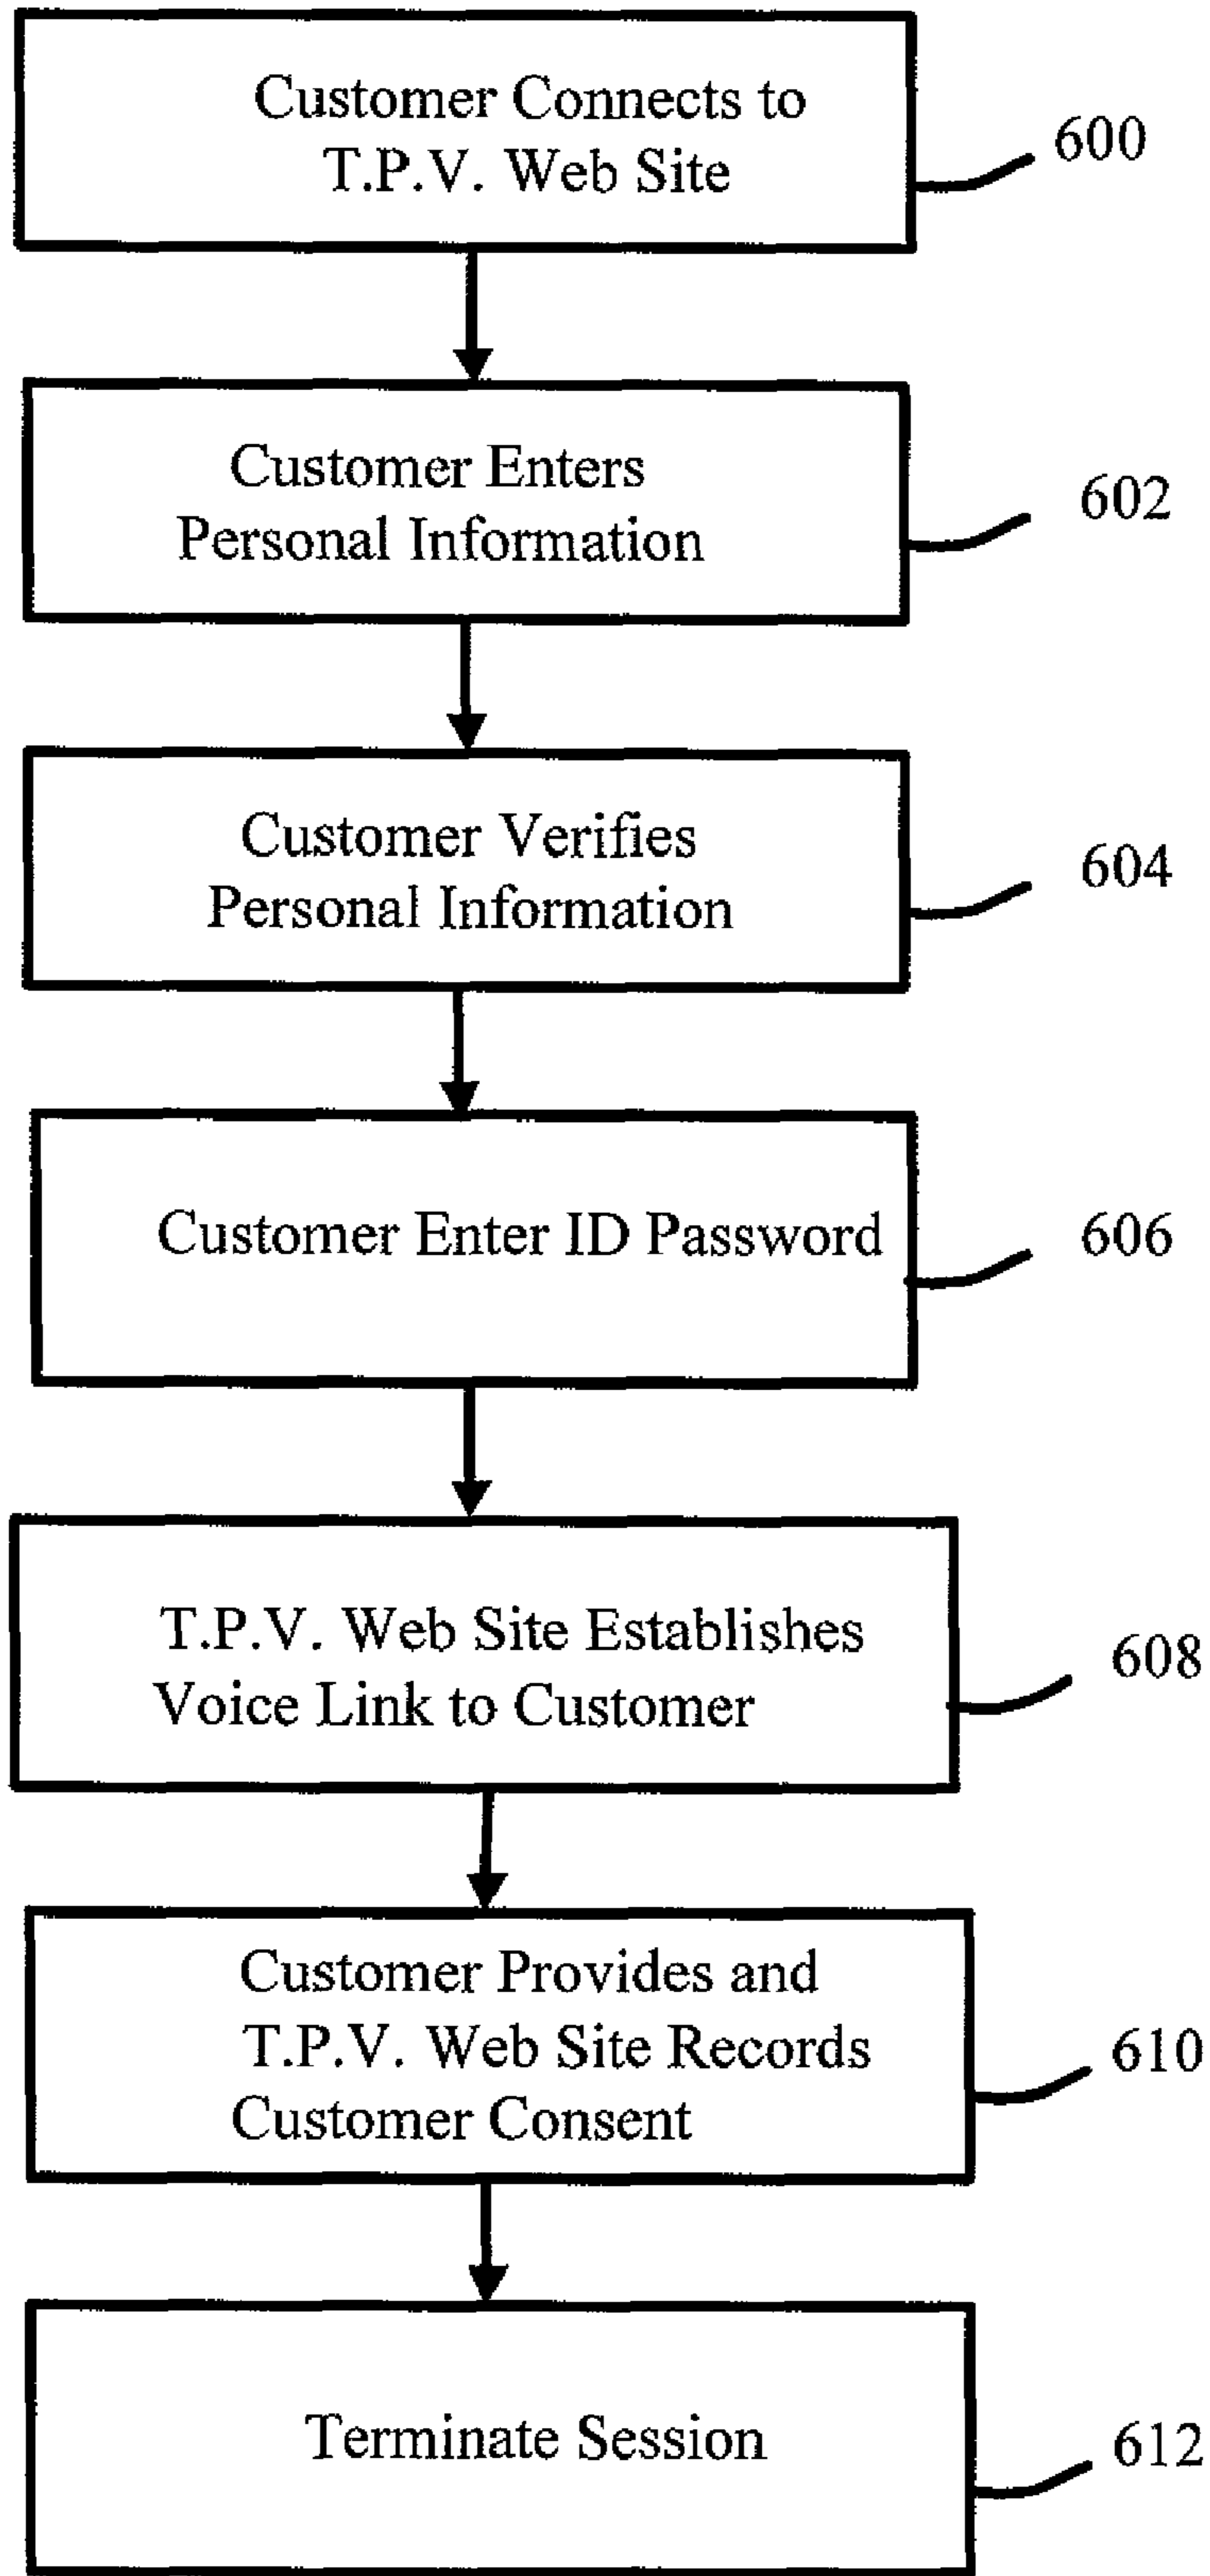 Customer Connects to
T.P.V. Web Site
600
Customer Enters
Personal Information
602
Customer Verifies
Personal Information
604
Customer Enter ID Password
606
T.P.V. Web Site Establishes
Voice Link to Customer
608
Customer Provides and
T.P.V. Web Site Records
Customer Consent
610
Terminate Session
612